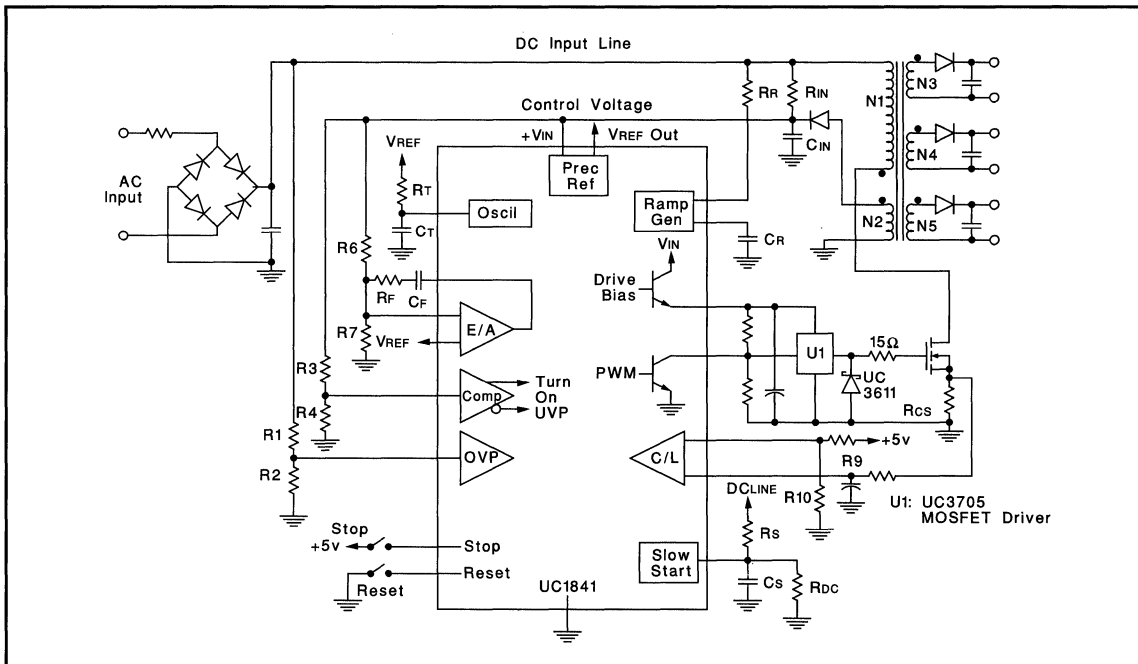 DC Input Line
RR
RIN
N1
N3
Control Voltage
+VIN
VREF Out
CIN
VREF
Prec
Ref
N4
AC
Input
RT
Oscil
CT
Ramp
Gen
N2
N5
CR
R6
VIN
RF
CF
Drive
Bias
E/A
R7
VREF
U1
15Ω
R3
PWM
UC
3611
Comp
Turn
On
UVP
R4
RCS
R1
OVP
C/L
+5v
R2
R9
R10
DCLINE
U1: UC3705
MOSFET Driver
Stop
+5v
Stop
RS
Slow
Start
Reset
Reset
CS
RDC
UC1841